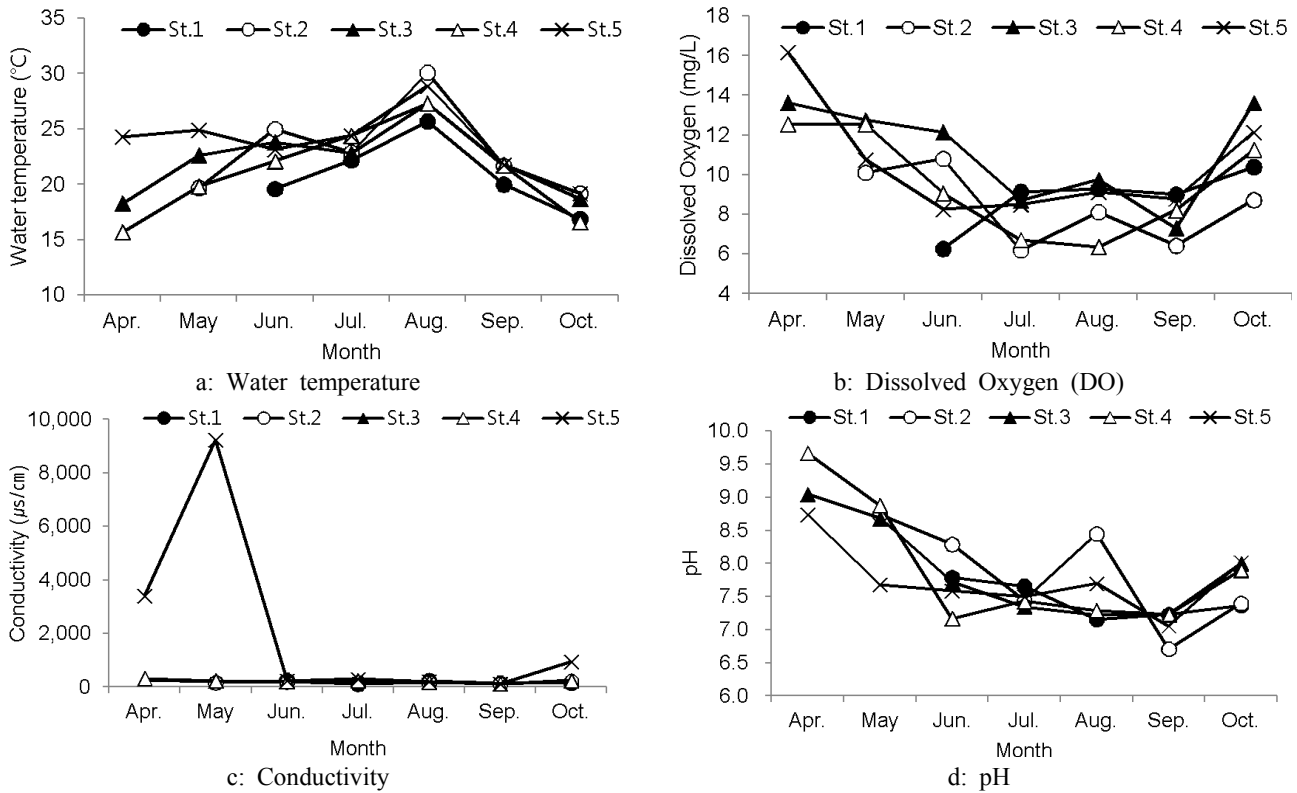 St.1 St.2 St.3 St.4 St.5
Water temperature (°C)
35
30
25
20
15
10
Apr. May Jun. Jul. Aug. Sep. Oct.
Month
a: Water temperature
St.1 St.2 St.3 St.4 St.5
Dissolved Oxygen (mg/L)
18
16
14
12
10
8
6
4
Apr. May Jun. Jul. Aug. Sep. Oct.
Month
b: Dissolved Oxygen (DO)
St.1 St.2 St.3 St.4 St.5
Conductivity (㎲/㎝)
10,000
8,000
6,000
4,000
2,000
0
Apr. May Jun. Jul. Aug. Sep. Oct.
Month
c: Conductivity
St.1 St.2 St.3 St.4 St.5
pH
10.0
9.5
9.0
8.5
8.0
7.5
7.0
6.5
6.0
Apr. May Jun. Jul. Aug. Sep. Oct.
Month
d: pH